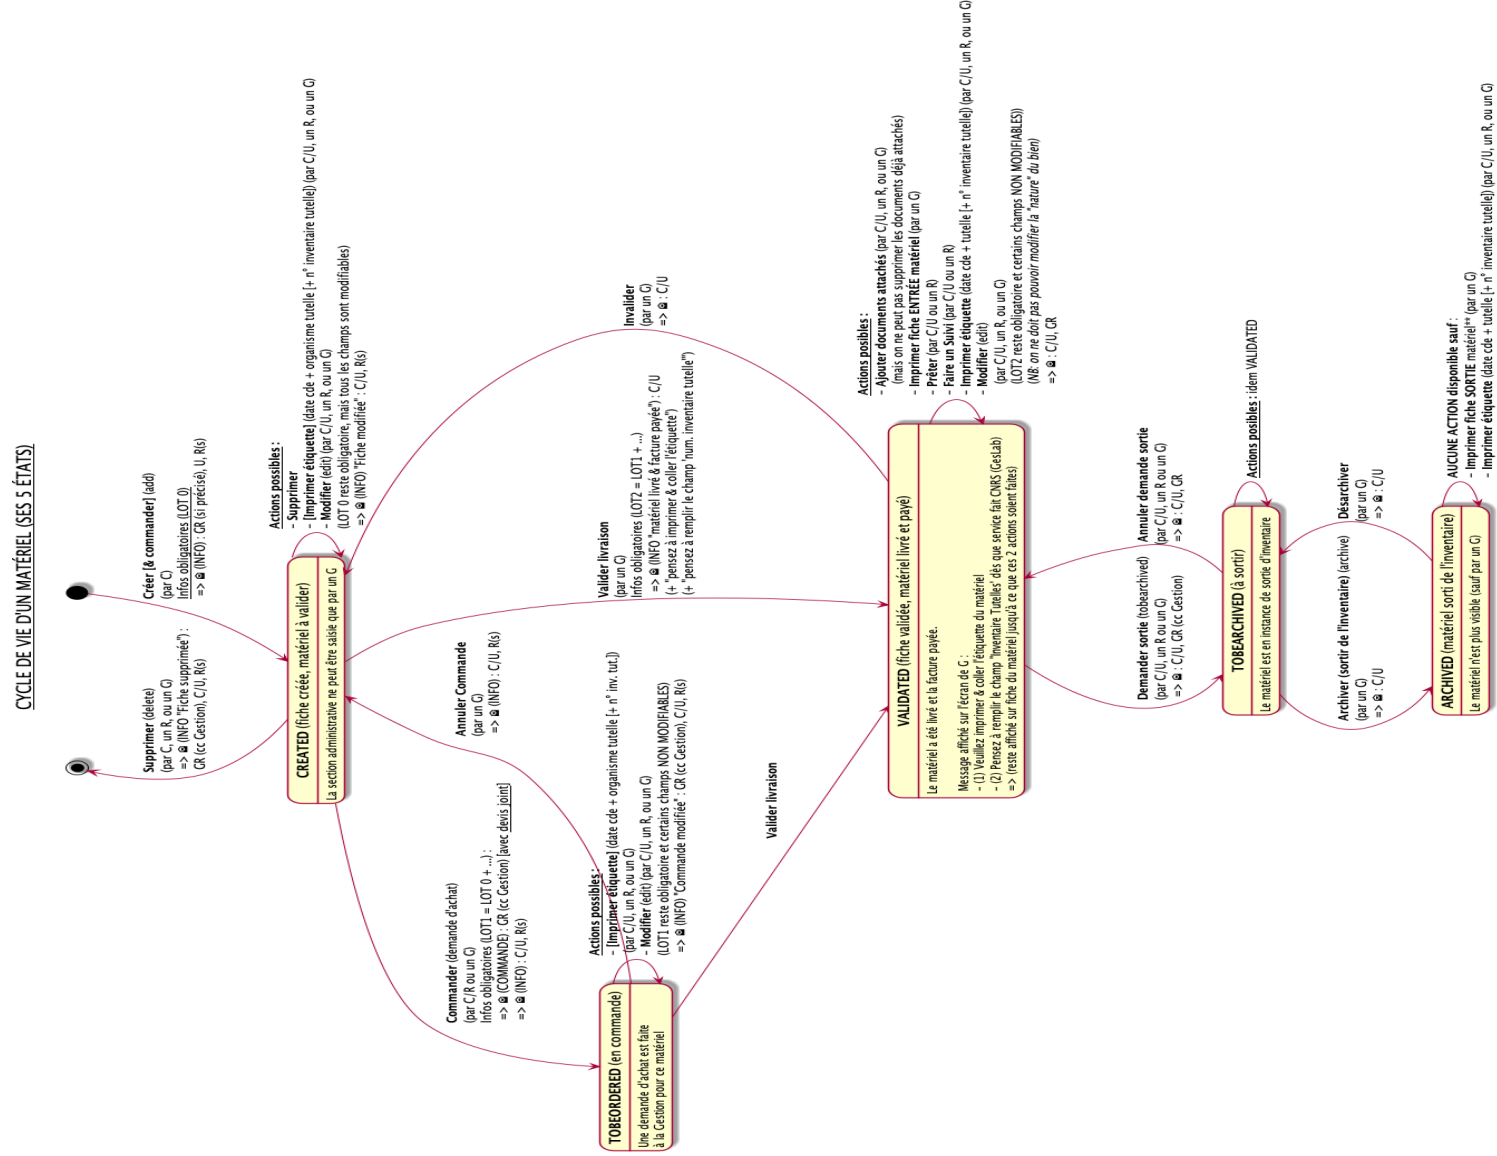 CYCLE DE VIE D'UN MATÉRIEL (SES 5 ÉTATS)
Supprimer (delete)
(par C, un R, ou un G)
=> (INFO "Fiche supprimée") :
GR (cc Gestion), C/U, R(s)
Créer [& commander] (add)
(par C)
Infos obligatoires (LOT 0)
=> (INFO) : GR (si précisé), U, R(s)
CREATED (fiche créée, matériel à valider)
La section administrative ne peut être saisie que par un G
Actions possibles :
- Supprimer
- [Imprimer étiquette] (date cde + organisme tutelle [+ n° inventaire tutelle]) (par C/U, un R, ou un G)
- Modifier (edit) (par C/U, un R, ou un G)
(LOT 0 reste obligatoire, mais tous les champs sont modifiables)
=> (INFO) "Fiche modifiée" : C/U, R(s)
Commander (demande d'achat)
(par C/R ou un G)
Infos obligatoires (LOT1 = LOT 0 + ...) :
=> (COMMANDE) : GR (cc Gestion) [avec devis joint]
=> (INFO) : C/U, R(s)
Annuler Commande
(par un G)
=> (INFO) : C/U, R(s)
Valider livraison
(par un G)
Infos obligatoires (LOT2 = LOT1 + ...)
=> (INFO "matériel livré & facture payée") : C/U
(+ "pensez à imprimer & coller l'étiquette")
(+ "pensez à remplir le champ 'num. inventaire tutelle'")
Invalider
(par un G)
=> : C/U
TOBEORDERED (en commande)
Une demande d'achat est faite
à la Gestion pour ce matériel
Actions possibles :
- [Imprimer étiquette] (date cde + organisme tutelle [+ n° inv. tut.])
(par C/U, un R, ou un G)
- Modifier (edit) (par C/U, un R, ou un G)
(LOT1 reste obligatoire et certains champs NON MODIFIABLES)
=> (INFO) "Commande modifiée" : GR (cc Gestion), C/U, R(s)
Valider livraison
VALIDATED (fiche validée, matériel livré et payé)
Le matériel a été livré et la facture payée.
Message affiché sur l'écran de G :
- (1) Veuillez imprimer & coller l'étiquette du matériel
- (2) Pensez à remplir le champ 'Inventaire Tutelles' dès que service fait CNRS (GesLab)
=> (reste affiché sur fiche du matériel jusqu'à ce que ces 2 actions soient faites)
Actions posibles :
- Ajouter documents attachés (par C/U, un R, ou un G)
(mais on ne peut pas supprimer les documents déjà attachés)
- Imprimer fiche ENTRÉE matériel (par un G)
- Prêter (par C/U ou un R)
- Faire un Suivi (par C/U ou un R)
- Imprimer étiquette (date cde + tutelle [+ n° inventaire tutelle]) (par C/U, un R, ou un G)
- Modifier (edit)
(par C/U, un R, ou un G)
(LOT2 reste obligatoire et certains champs NON MODIFIABLES))
(NB: on ne doit pas pouvoir modifier la "nature" du bien)
=> : C/U, GR
Demander sortie (tobearchived)
(par C/U, un R ou un G)
=> : C/U, GR (cc Gestion)
Annuler demande sortie
(par C/U, un R ou un G)
=> : C/U, GR
TOBEARCHIVED (à sortir)
Le matériel est en instance de sortie d'inventaire
Actions posibles : idem VALIDATED
Archiver (sortir de l'inventaire) (archive)
(par un G)
=> : C/U
Désarchiver
(par un G)
=> : C/U
ARCHIVED (matériel sorti de l'inventaire)
Le matériel n'est plus visible (sauf par un G)
AUCUNE ACTION disponible sauf :
- Imprimer fiche SORTIE matériel** (par un G)
- Imprimer étiquette (date cde + tutelle [+ n° inventaire tutelle]) (par C/U, un R, ou un G)